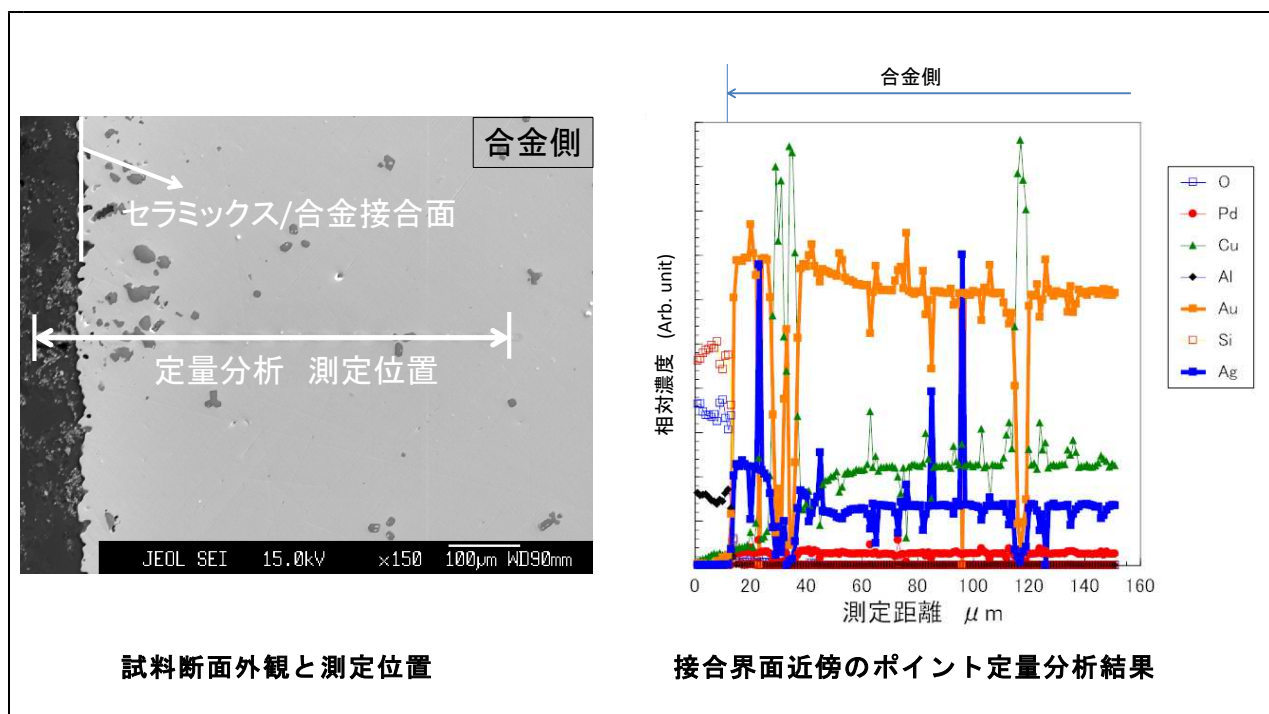 合金側
セラミックス/合金接合面
定量分析 測定位置
JEOL SEI 15.0kV ×150 100μm WD90mm
試料断面外観と測定位置
合金側
相対濃度 (Arb. unit)
O
Pd
Cu
Al
Au
Si
Ag
0 20 40 60 80 100 120 140 160
測定距離 μm
接合界面近傍のポイント定量分析結果